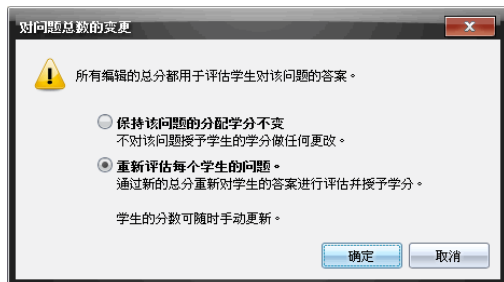 对问题总数的变更
所有编辑的总分都用于评估学生对该问题的答案。
保持该问题的分配学分不变
不对该问题授予学生的学分做任何更改。
重新评估每个学生的问题。
通过新的总分重新对学生的答案进行评估并授予学分。
学生的分数可随时手动更新。
确定
取消